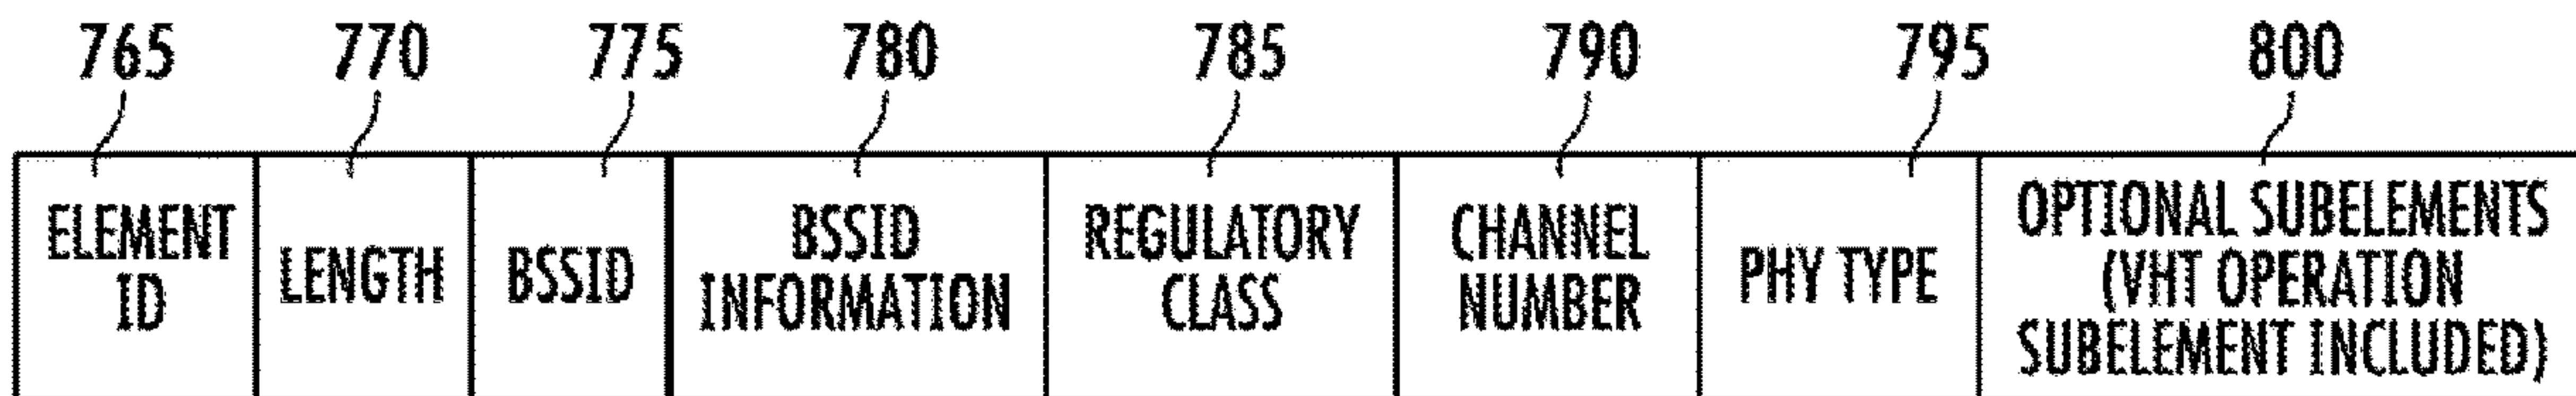 765 770 775 780 785 790 795 800
ELEMENT
ID
LENGTH
BSSID
BSSID
INFORMATION
REGULATORY
CLASS
CHANNEL
NUMBER
PHY TYPE
OPTIONAL SUBELEMENTS
(VHT OPERATION
SUBELEMENT INCLUDED)